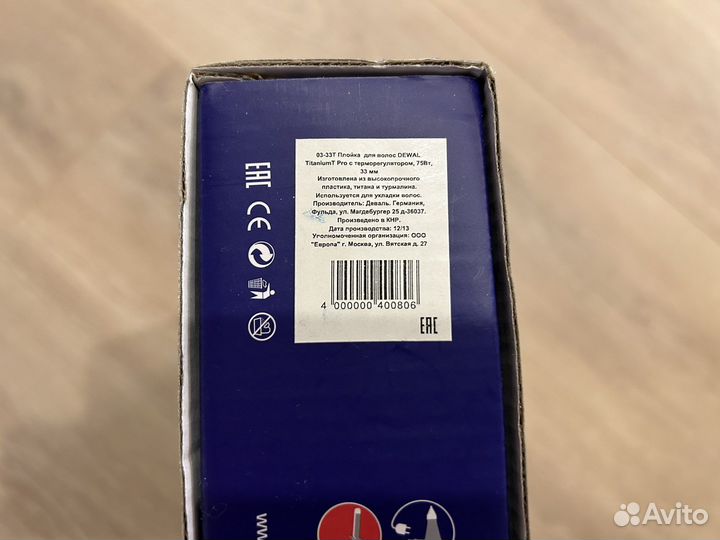 03-33Т Плойка для волос DEWAL
TitaniumT Pro с терморегулятором, 75Вт,
33 мм
Изготовлена из высокопрочного
пластика, титана и турмалина.
Используется для укладки волос.
Производитель: Деваль. Германия,
Фульда, ул. Магдебургер 25 д-36037.
Произведено в КНР.
Дата производства: 12/13
Уполномоченная организация: ООО
"Европа" г. Москва, ул. Вятская д. 27
4 000000 400806
EAC
EAC
CE
www.
Avito